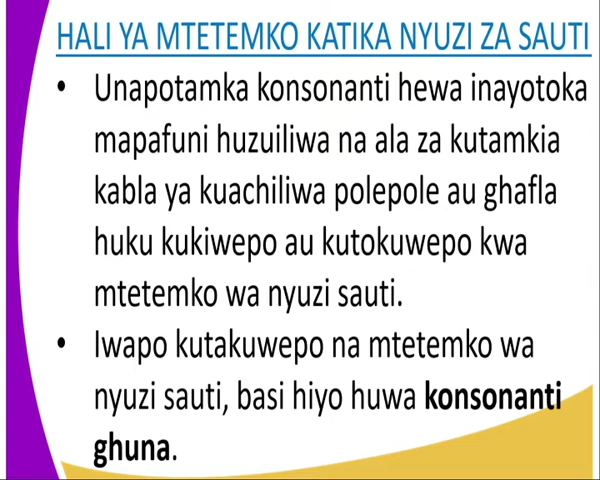 HALI YA MTETEMKO KATIKA NYUZI ZA SAUTI
• Unapotamka konsonanti hewa inayotoka
mapafuni huzuiliwa na ala za kutamkia
kabla ya kuachiliwa polepole au ghafla
huku kukiwepo au kutokuwepo kwa
mtetemko wa nyuzi sauti.
• Iwapo kutakuwepo na mtetemko wa
nyuzi sauti, basi hiyo huwa konsonanti
ghuna.